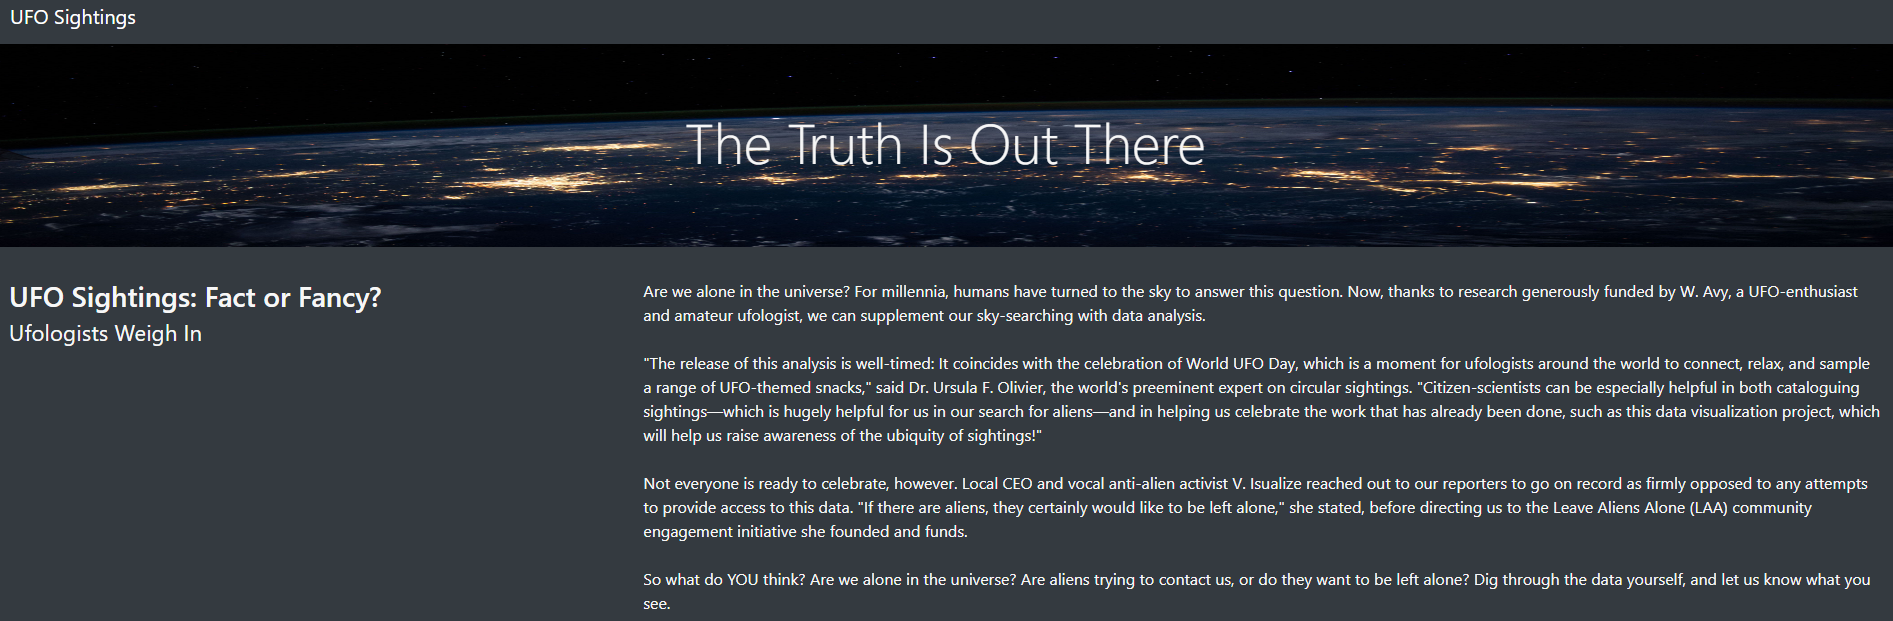 UFO Sightings
The Truth Is Out There
UFO Sightings: Fact or Fancy?
Ufologists Weigh In
Are we alone in the universe? For millennia, humans have turned to the sky to answer this question. Now, thanks to research generously funded by W. Avy, a UFO-enthusiast
and amateur ufologist, we can supplement our sky-searching with data analysis.
"The release of this analysis is well-timed: It coincides with the celebration of World UFO Day, which is a moment for ufologists around the world to connect, relax, and sample
a range of UFO-themed snacks," said Dr. Ursula F. Olivier, the world's preeminent expert on circular sightings. "Citizen-scientists can be especially helpful in both cataloguing
sightings—which is hugely helpful for us in our search for aliens—and in helping us celebrate the work that has already been done, such as this data visualization project, which
will help us raise awareness of the ubiquity of sightings!"
Not everyone is ready to celebrate, however. Local CEO and vocal anti-alien activist V. Isualize reached out to our reporters to go on record as firmly opposed to any attempts
to provide access to this data. "If there are aliens, they certainly would like to be left alone," she stated, before directing us to the Leave Aliens Alone (LAA) community
engagement initiative she founded and funds.
So what do YOU think? Are we alone in the universe? Are aliens trying to contact us, or do they want to be left alone? Dig through the data yourself, and let us know what you
see.